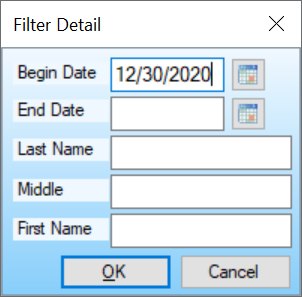 Filter Detail
Begin Date 12/30/2020
End Date
Last Name
Middle
First Name
OK Cancel